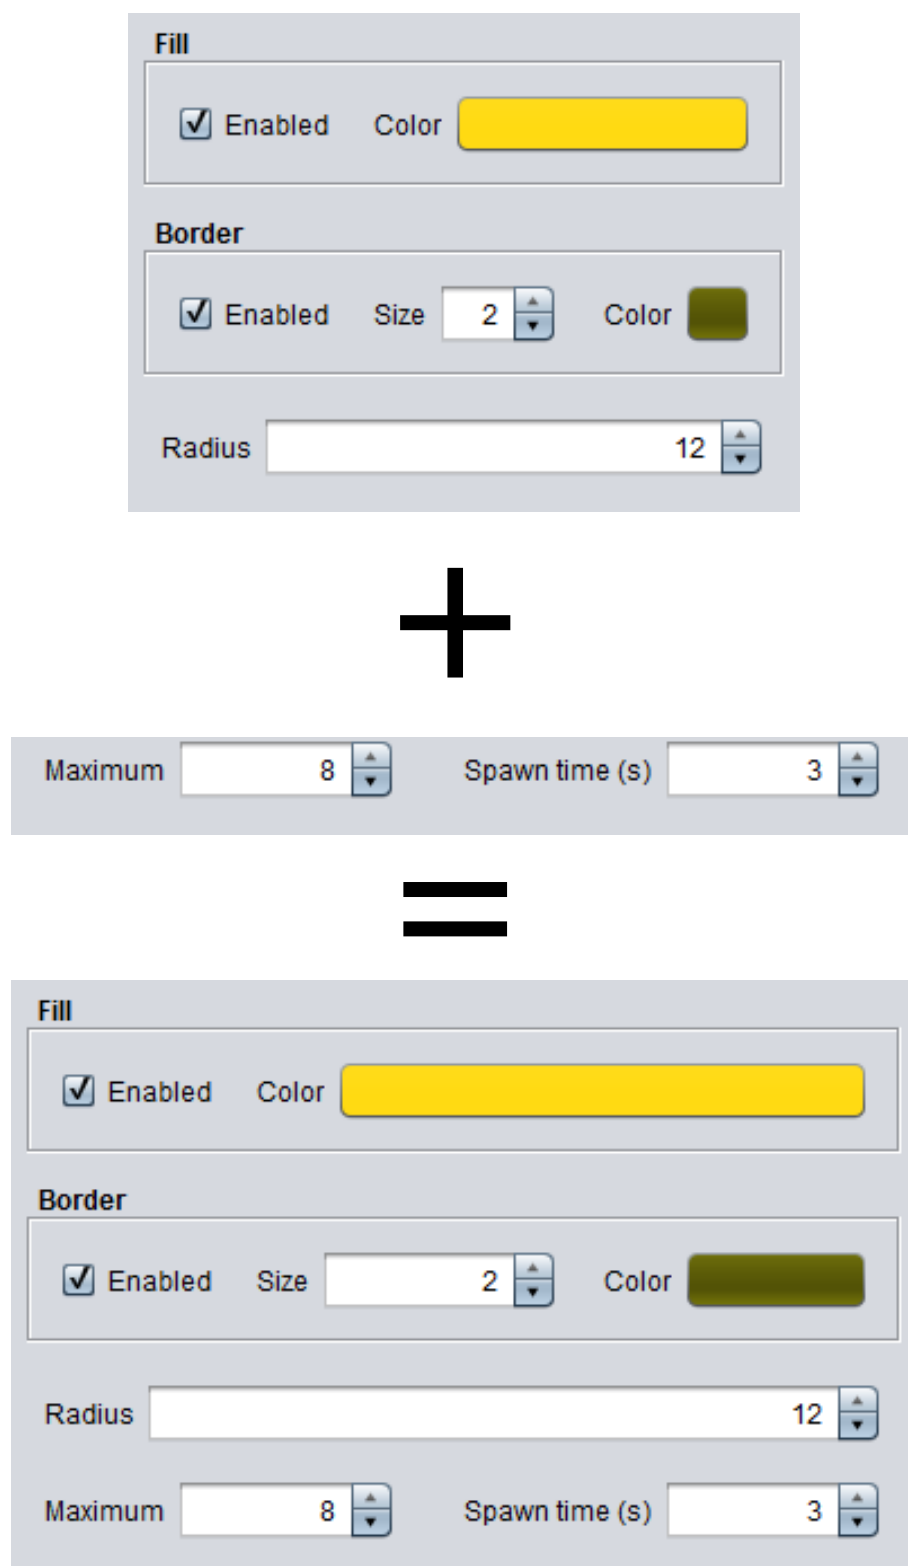 Fill
Enabled Color
Border
Enabled Size 2 Color
Radius 12
+
Maximum 8 Spawn time (s) 3
=
Fill
Enabled Color
Border
Enabled Size 2 Color
Radius 12
Maximum 8 Spawn time (s) 3